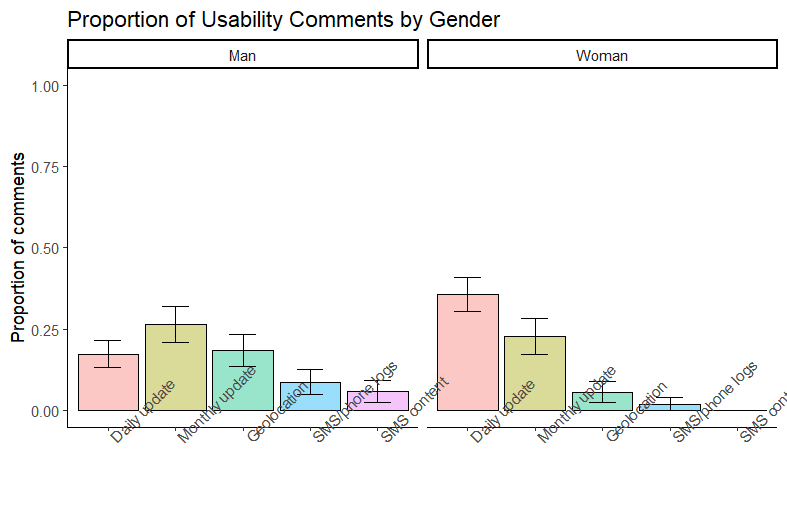 Proportion of Usability Comments by Gender
Man
Woman
Proportion of comments
1.00
0.75
0.50
0.25
0.00
Daily update
Monthly update
Geolocation
SMS/phone logs
SMS content
Daily update
Monthly update
Geolocation
SMS/phone logs
SMS cont